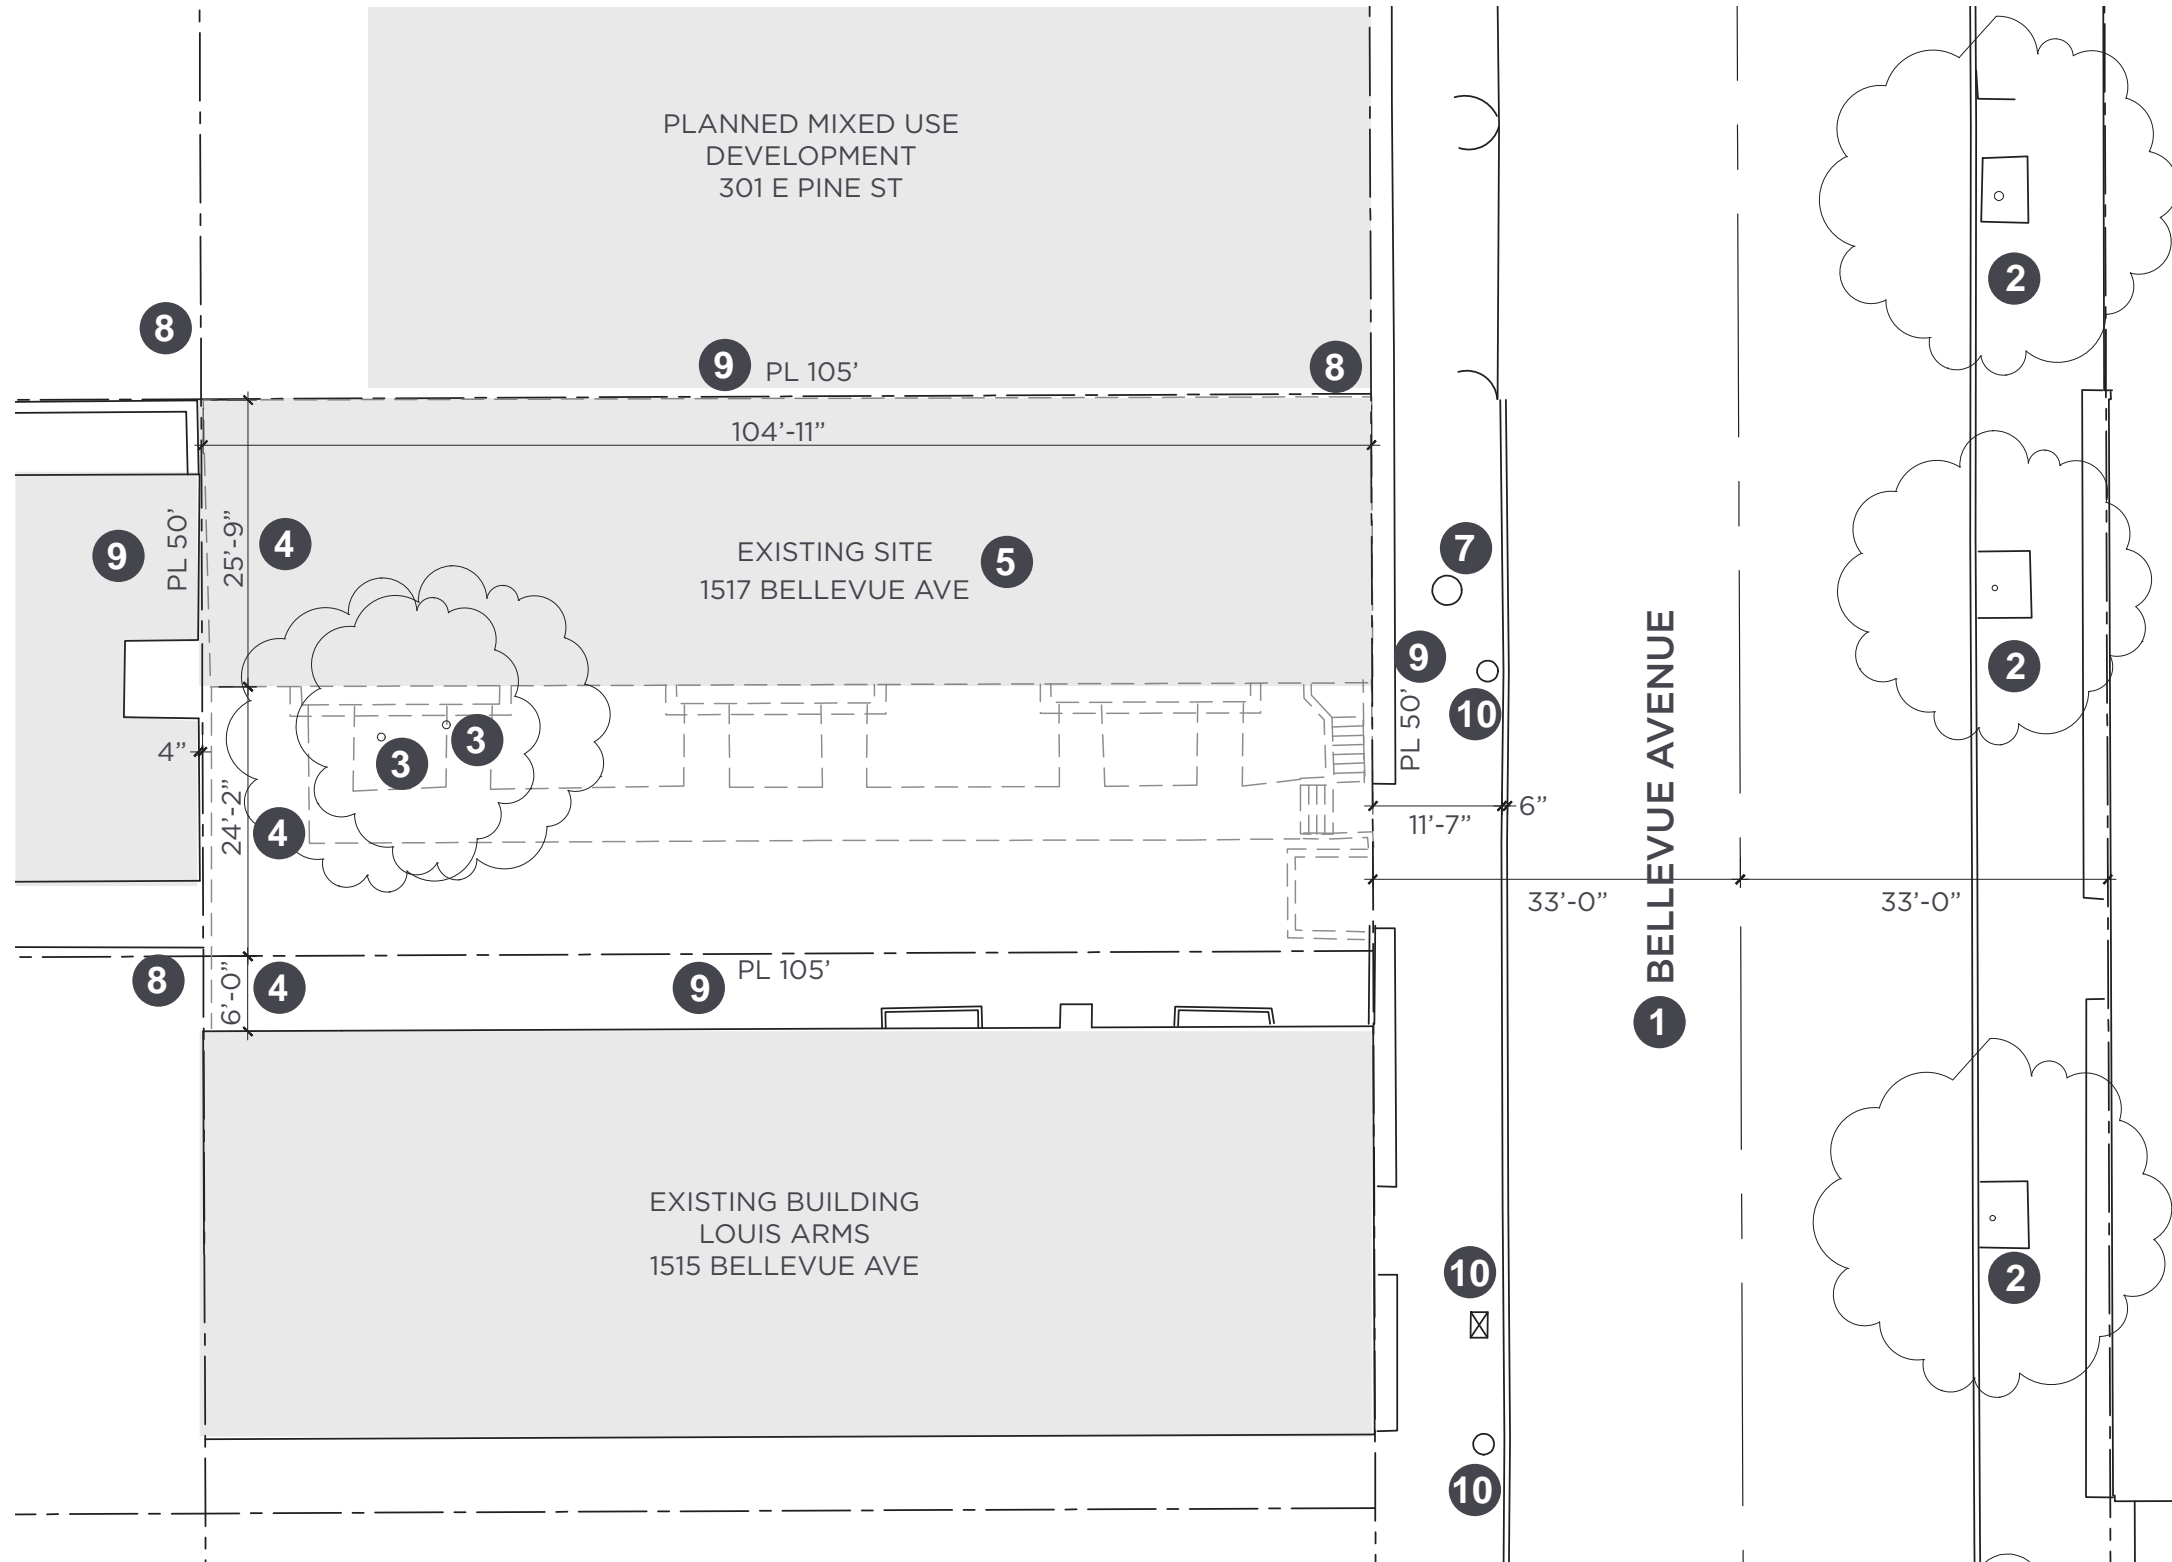 PLANNED MIXED USE
DEVELOPMENT
301 E PINE ST
2
8
9 PL 105’
8
104’-11”
9
PL 50’
25’-9”
4
EXISTING SITE
1517 BELLEVUE AVE
5
7
9
PL 50’
10
2
BELLEVUE AVENUE
1
3
3
4”
24’-2”
4
11’-7”
6”
33’-0”
33’-0”
8
6’-0”
4
9 PL 105’
EXISTING BUILDING
LOUIS ARMS
1515 BELLEVUE AVE
10
2
10